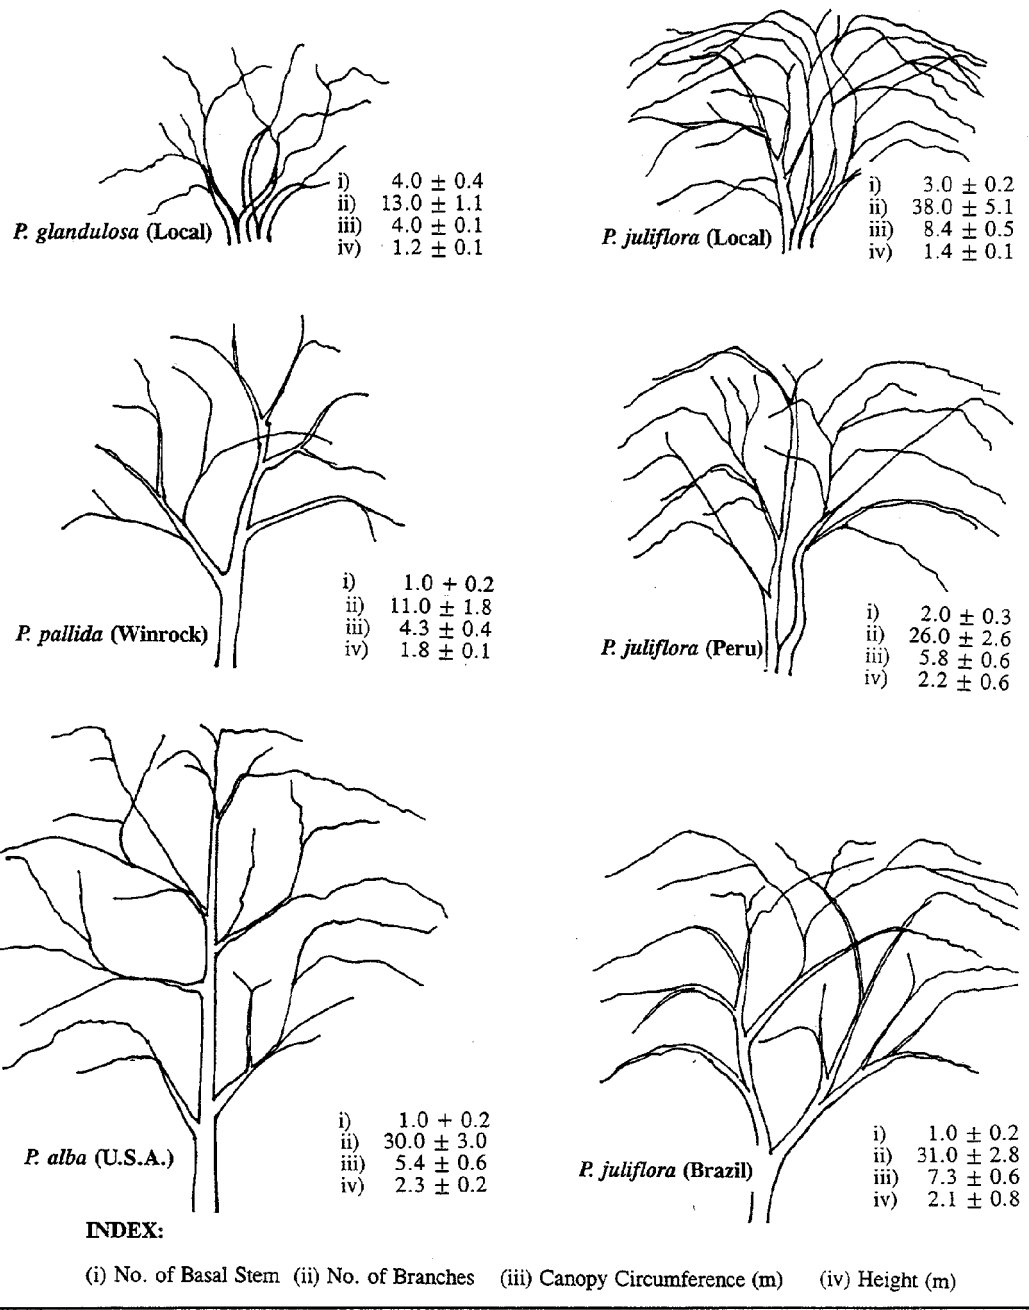 P. glandulosa (Local)
i) 4.0 ± 0.4
ii) 13.0 ± 1.1
iii) 4.0 ± 0.1
iv) 1.2 ± 0.1
P. juliflora (Local)
i) 3.0 ± 0.2
ii) 38.0 ± 5.1
iii) 8.4 ± 0.5
iv) 1.4 ± 0.1
P. pallida (Winrock)
i) 1.0 + 0.2
ii) 11.0 ± 1.8
iii) 4.3 ± 0.4
iv) 1.8 ± 0.1
P. juliflora (Peru)
i) 2.0 ± 0.3
ii) 26.0 ± 2.6
iii) 5.8 ± 0.6
iv) 2.2 ± 0.6
P. alba (U.S.A.)
i) 1.0 + 0.2
ii) 30.0 ± 3.0
iii) 5.4 ± 0.6
iv) 2.3 ± 0.2
P. juliflora (Brazil)
i) 1.0 ± 0.2
ii) 31.0 ± 2.8
iii) 7.3 ± 0.6
iv) 2.1 ± 0.8
INDEX:
(i) No. of Basal Stem (ii) No. of Branches (iii) Canopy Circumference (m) (iv) Height (m)